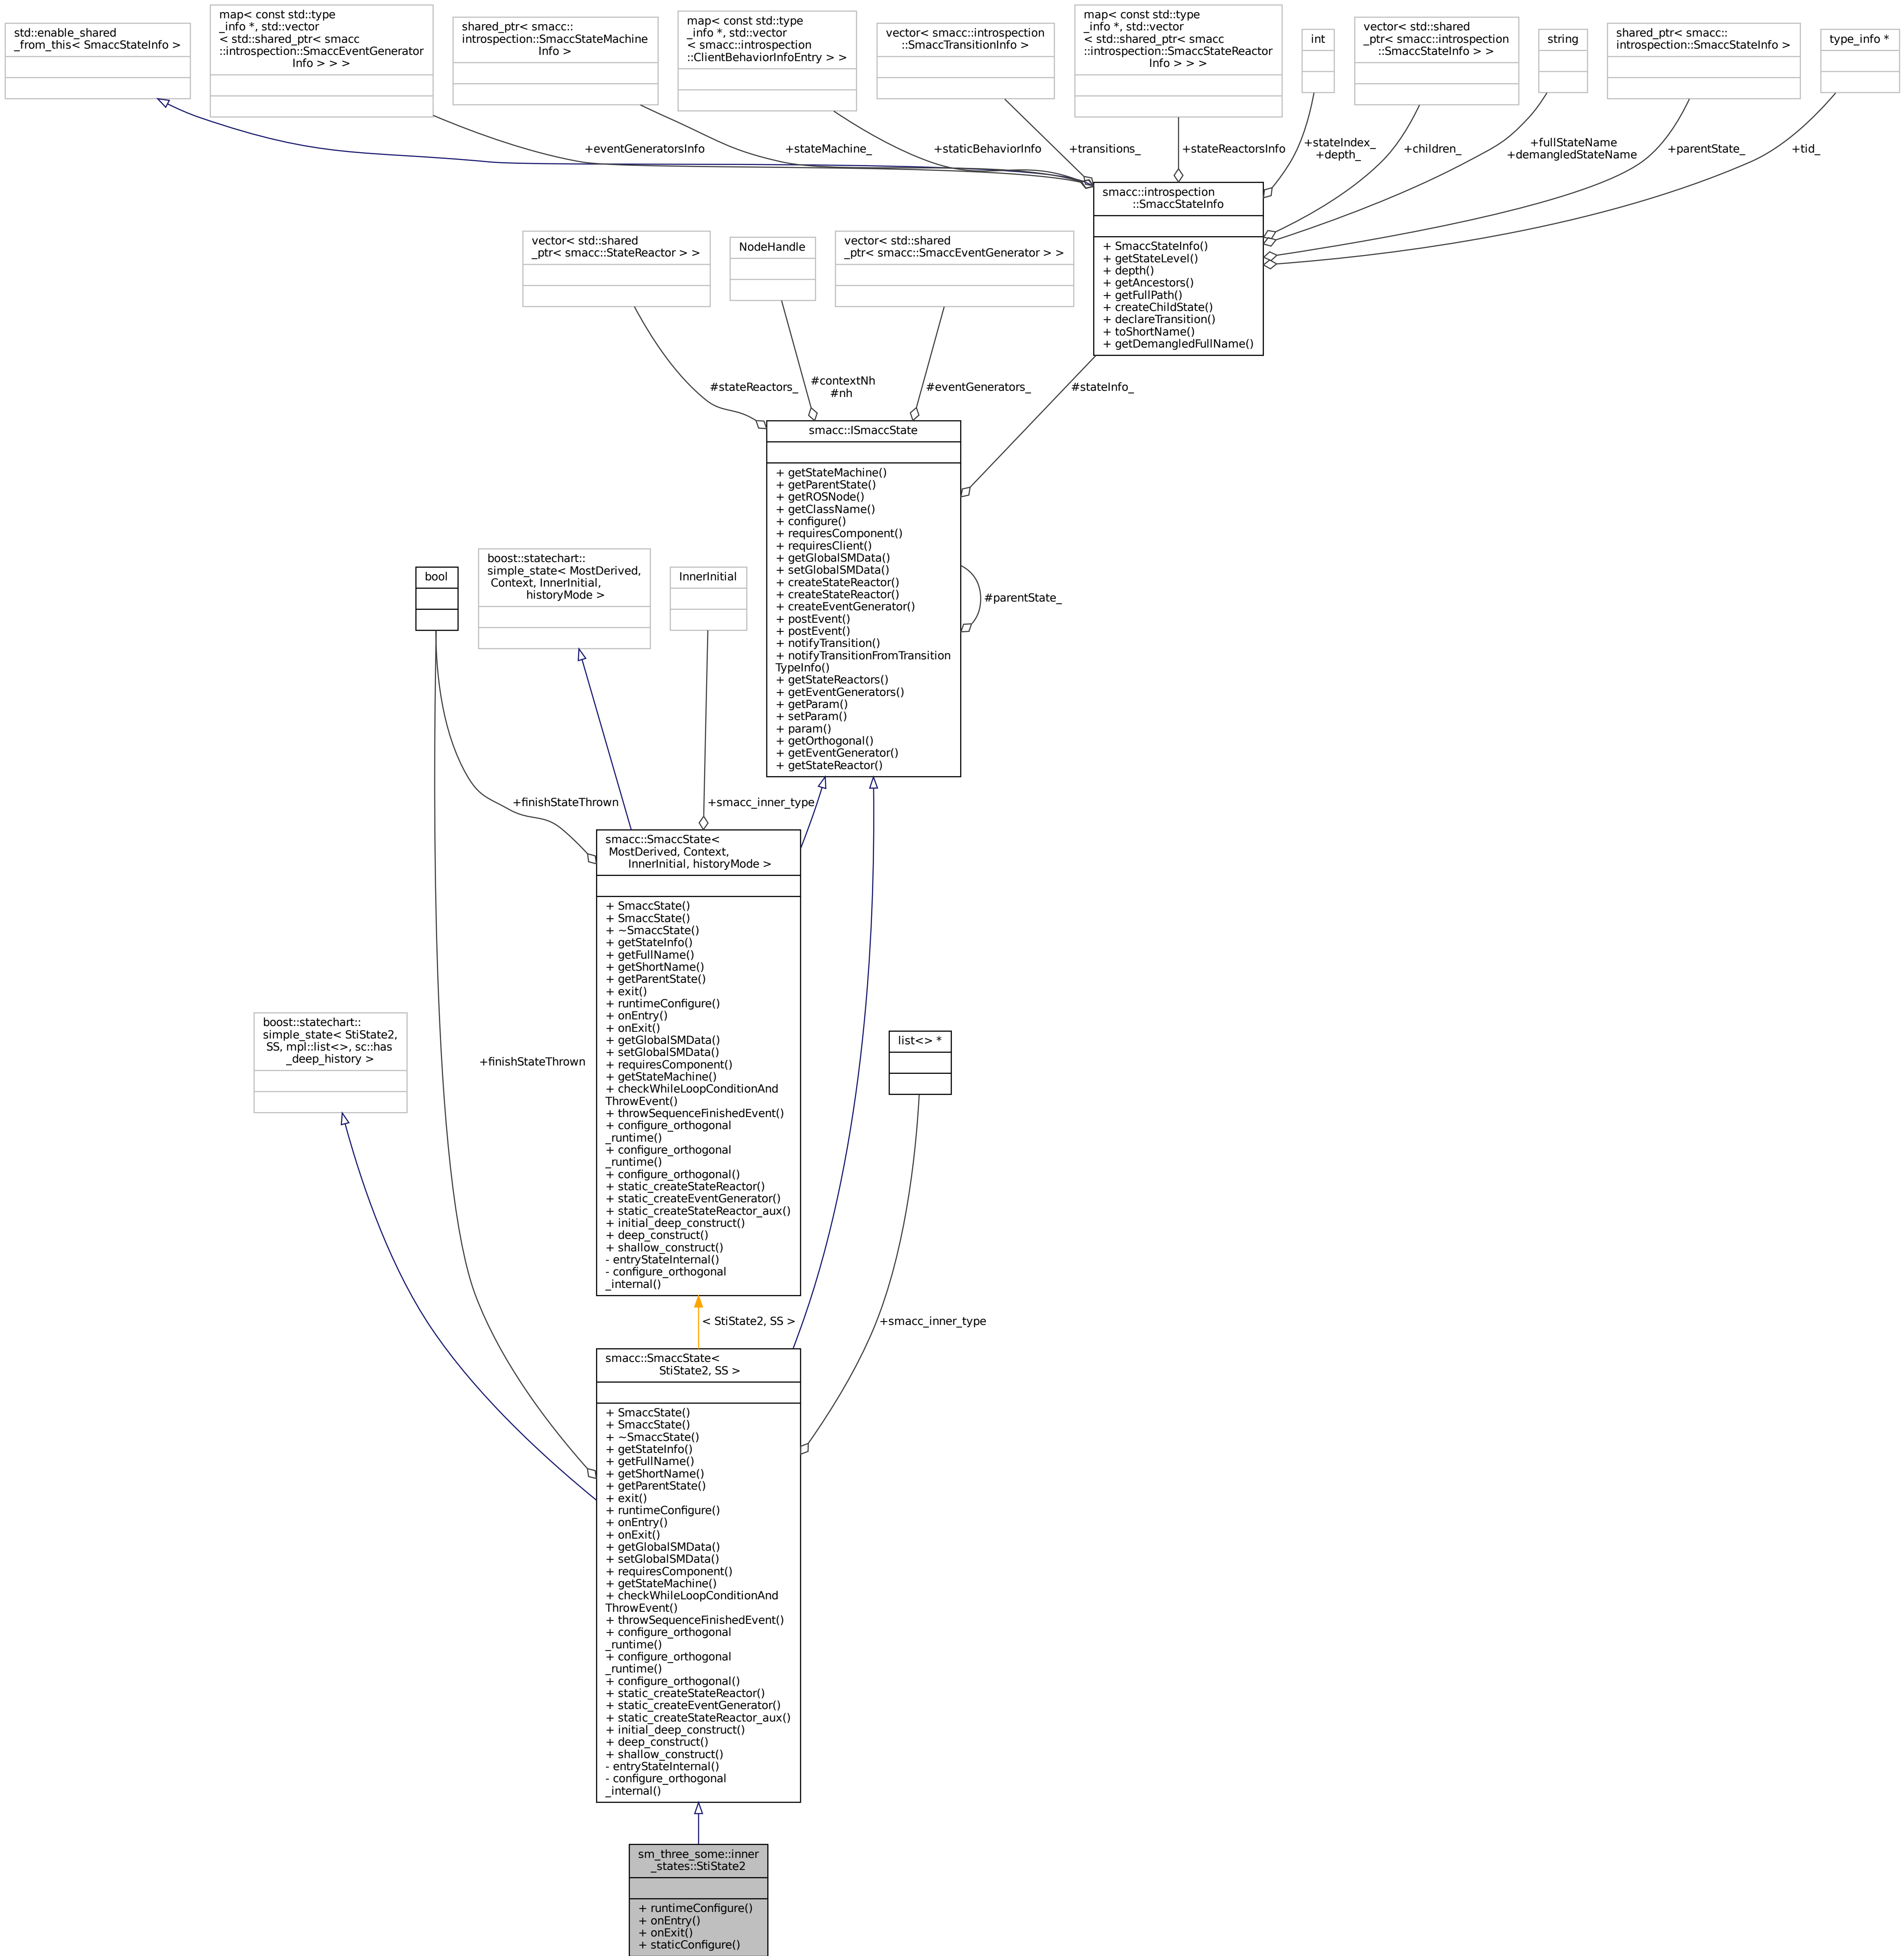 std::enable_shared
_from_this< SmaccStateInfo >
map< const std::type
_info *, std::vector
< std::shared_ptr< smacc
::introspection::SmaccEventGenerator
Info > > >
shared_ptr< smacc::
introspection::SmaccStateMachine
Info >
map< const std::type
_info *, std::vector
< smacc::introspection
::ClientBehaviorInfoEntry > >
vector< smacc::introspection
::SmaccTransitionInfo >
map< const std::type
_info *, std::vector
< std::shared_ptr< smacc
::introspection::SmaccStateReactor
Info > > >
int
vector< std::shared
_ptr< smacc::introspection
::SmaccStateInfo > >
string
shared_ptr< smacc::
introspection::SmaccStateInfo >
type_info *
+eventGeneratorsInfo
+stateMachine_
+staticBehaviorInfo
+transitions_
+stateReactorsInfo
+stateIndex_
+depth_
+children_
+fullStateName
+demangledStateName
+parentState_
+tid_
smacc::introspection
::SmaccStateInfo
+ SmaccStateInfo()
+ getStateLevel()
+ depth()
+ getAncestors()
+ getFullPath()
+ createChildState()
+ declareTransition()
+ toShortName()
+ getDemangledFullName()
vector< std::shared
_ptr< smacc::StateReactor > >
NodeHandle
vector< std::shared
_ptr< smacc::SmaccEventGenerator > >
#stateReactors_
#contextNh
#nh
#eventGenerators_
#stateInfo_
smacc::ISmaccState
+ getStateMachine()
+ getParentState()
+ getROSNode()
+ getClassName()
+ configure()
+ requiresComponent()
+ requiresClient()
+ getGlobalSMData()
+ setGlobalSMData()
+ createStateReactor()
+ createStateReactor()
+ createEventGenerator()
+ postEvent()
+ postEvent()
+ notifyTransition()
+ notifyTransitionFromTransition
TypeInfo()
+ getStateReactors()
+ getEventGenerators()
+ getParam()
+ setParam()
+ param()
+ getOrthogonal()
+ getEventGenerator()
+ getStateReactor()
#parentState_
bool
boost::statechart::
simple_state< MostDerived,
Context, InnerInitial,
historyMode >
InnerInitial
+finishStateThrown
+smacc_inner_type
smacc::SmaccState<
MostDerived, Context,
InnerInitial, historyMode >
+ SmaccState()
+ SmaccState()
+ ~SmaccState()
+ getStateInfo()
+ getFullName()
+ getShortName()
+ getParentState()
+ exit()
+ runtimeConfigure()
+ onEntry()
+ onExit()
+ getGlobalSMData()
+ setGlobalSMData()
+ requiresComponent()
+ getStateMachine()
+ checkWhileLoopConditionAnd
ThrowEvent()
+ throwSequenceFinishedEvent()
+ configure_orthogonal
_runtime()
+ configure_orthogonal
_runtime()
+ configure_orthogonal()
+ static_createStateReactor()
+ static_createEventGenerator()
+ static_createStateReactor_aux()
+ initial_deep_construct()
+ deep_construct()
+ shallow_construct()
- entryStateInternal()
- configure_orthogonal
_internal()
boost::statechart::
simple_state< StiState2,
SS, mpl::list<>, sc::has
_deep_history >
+finishStateThrown
list<> *
< StiState2, SS >
+smacc_inner_type
smacc::SmaccState<
StiState2, SS >
+ SmaccState()
+ SmaccState()
+ ~SmaccState()
+ getStateInfo()
+ getFullName()
+ getShortName()
+ getParentState()
+ exit()
+ runtimeConfigure()
+ onEntry()
+ onExit()
+ getGlobalSMData()
+ setGlobalSMData()
+ requiresComponent()
+ getStateMachine()
+ checkWhileLoopConditionAnd
ThrowEvent()
+ throwSequenceFinishedEvent()
+ configure_orthogonal
_runtime()
+ configure_orthogonal
_runtime()
+ configure_orthogonal()
+ static_createStateReactor()
+ static_createEventGenerator()
+ static_createStateReactor_aux()
+ initial_deep_construct()
+ deep_construct()
+ shallow_construct()
- entryStateInternal()
- configure_orthogonal
_internal()
sm_three_some::inner
_states::StiState2
+ runtimeConfigure()
+ onEntry()
+ onExit()
+ staticConfigure()